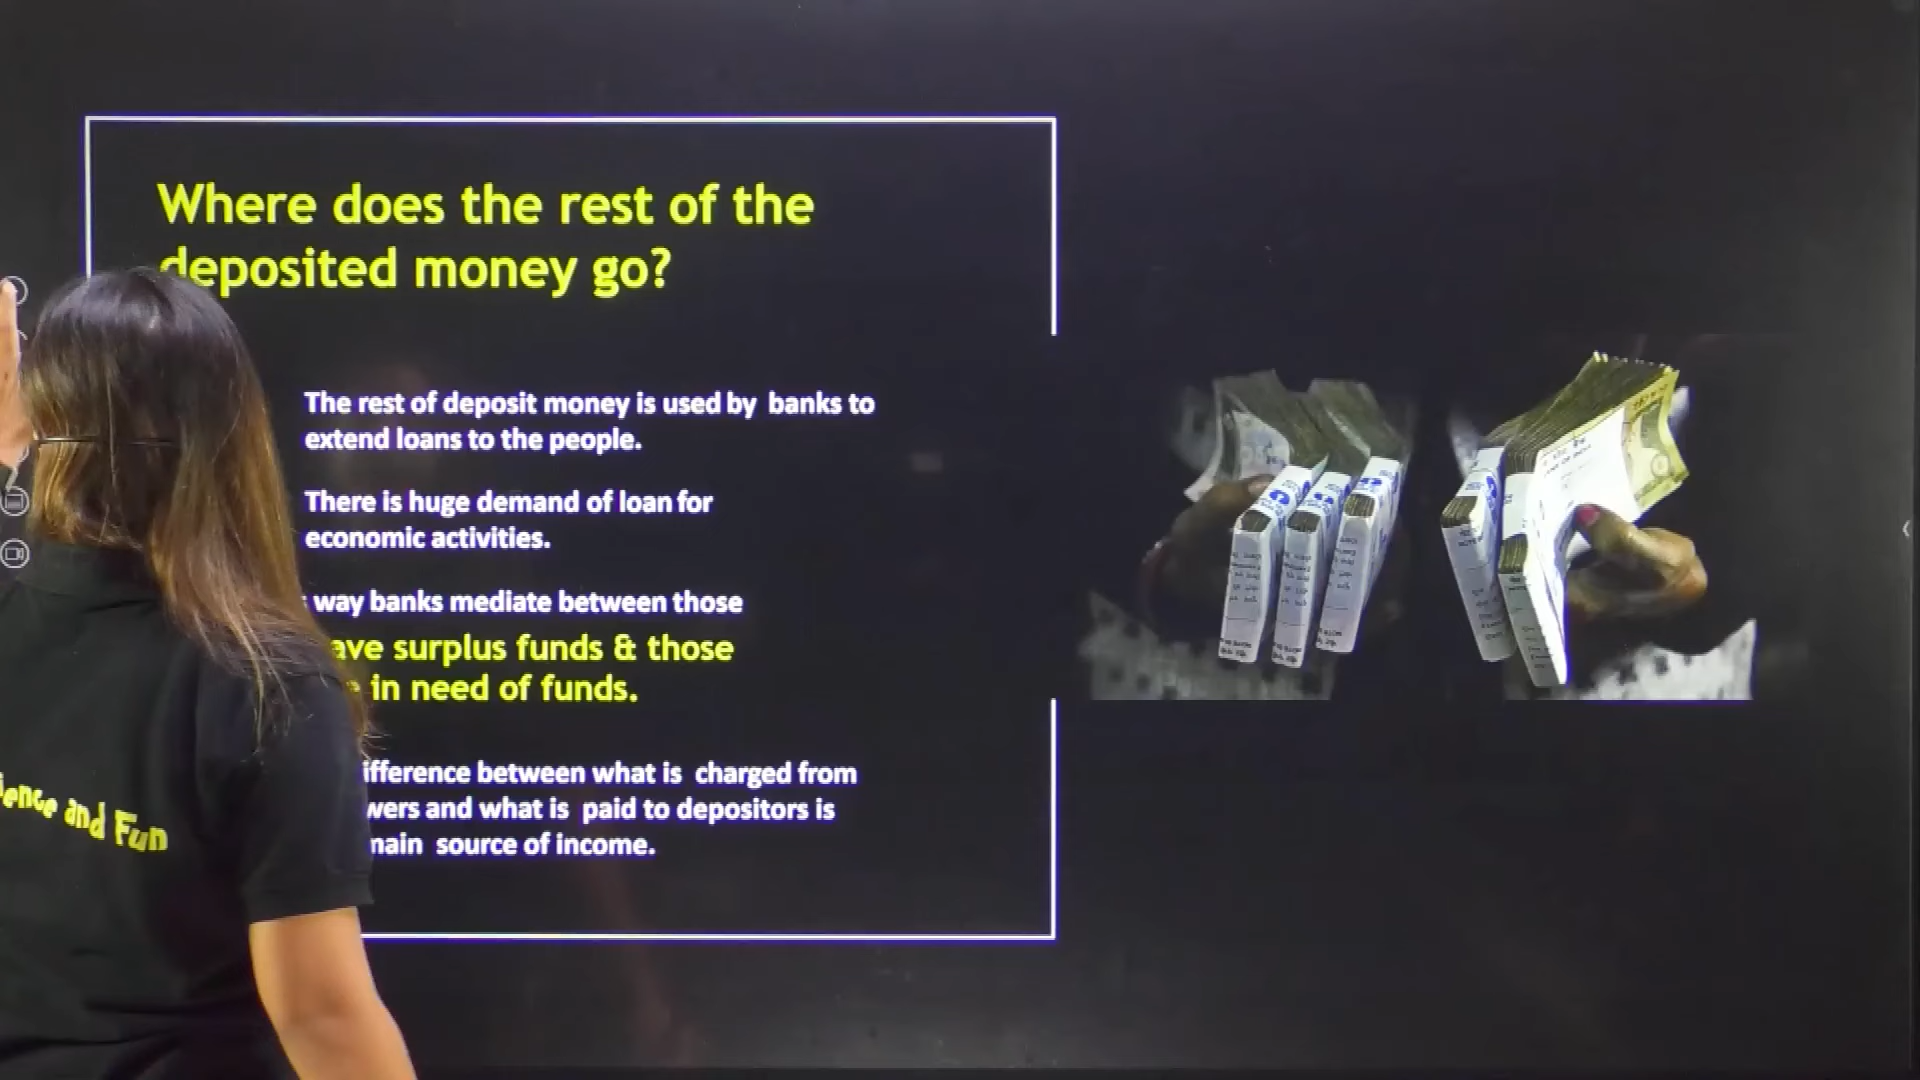 Where does the rest of the
deposited money go?
The rest of deposit money is used by banks to
extend loans to the people.
There is huge demand of loan for
economic activities.
way banks mediate between those
ave surplus funds & those
in need of funds.
ifference between what is charged from
wers and what is paid to depositors is
main source of income.
ience and Fun